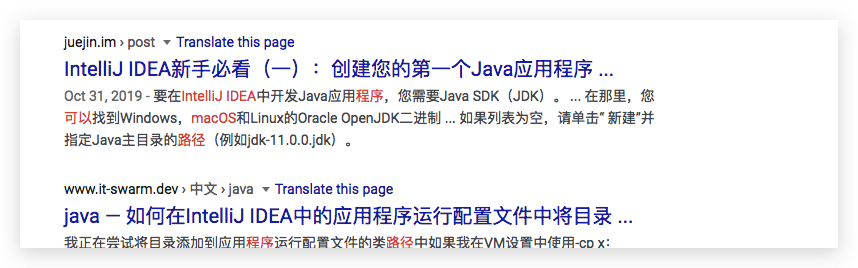 juejin.im › post ▾ Translate this page
IntelliJ IDEA新手必看（一）：创建您的第一个Java应用程序 ...
Oct 31, 2019 - 要在IntelliJ IDEA中开发Java应用程序，您需要Java SDK（JDK）。 ... 在那里，您
可以找到Windows，macOS和Linux的Oracle OpenJDK二进制 ... 如果列表为空，请单击“ 新建”并
指定Java主目录的路径（例如jdk-11.0.0.jdk）。
www.it-swarm.dev › 中文 › java ▾ Translate this page
java — 如何在IntelliJ IDEA中的应用程序运行配置文件中将目录 ...
我正在尝试将目录添加到应用程序运行配置文件的类路径中如果我在VM设置中使用-cp x：